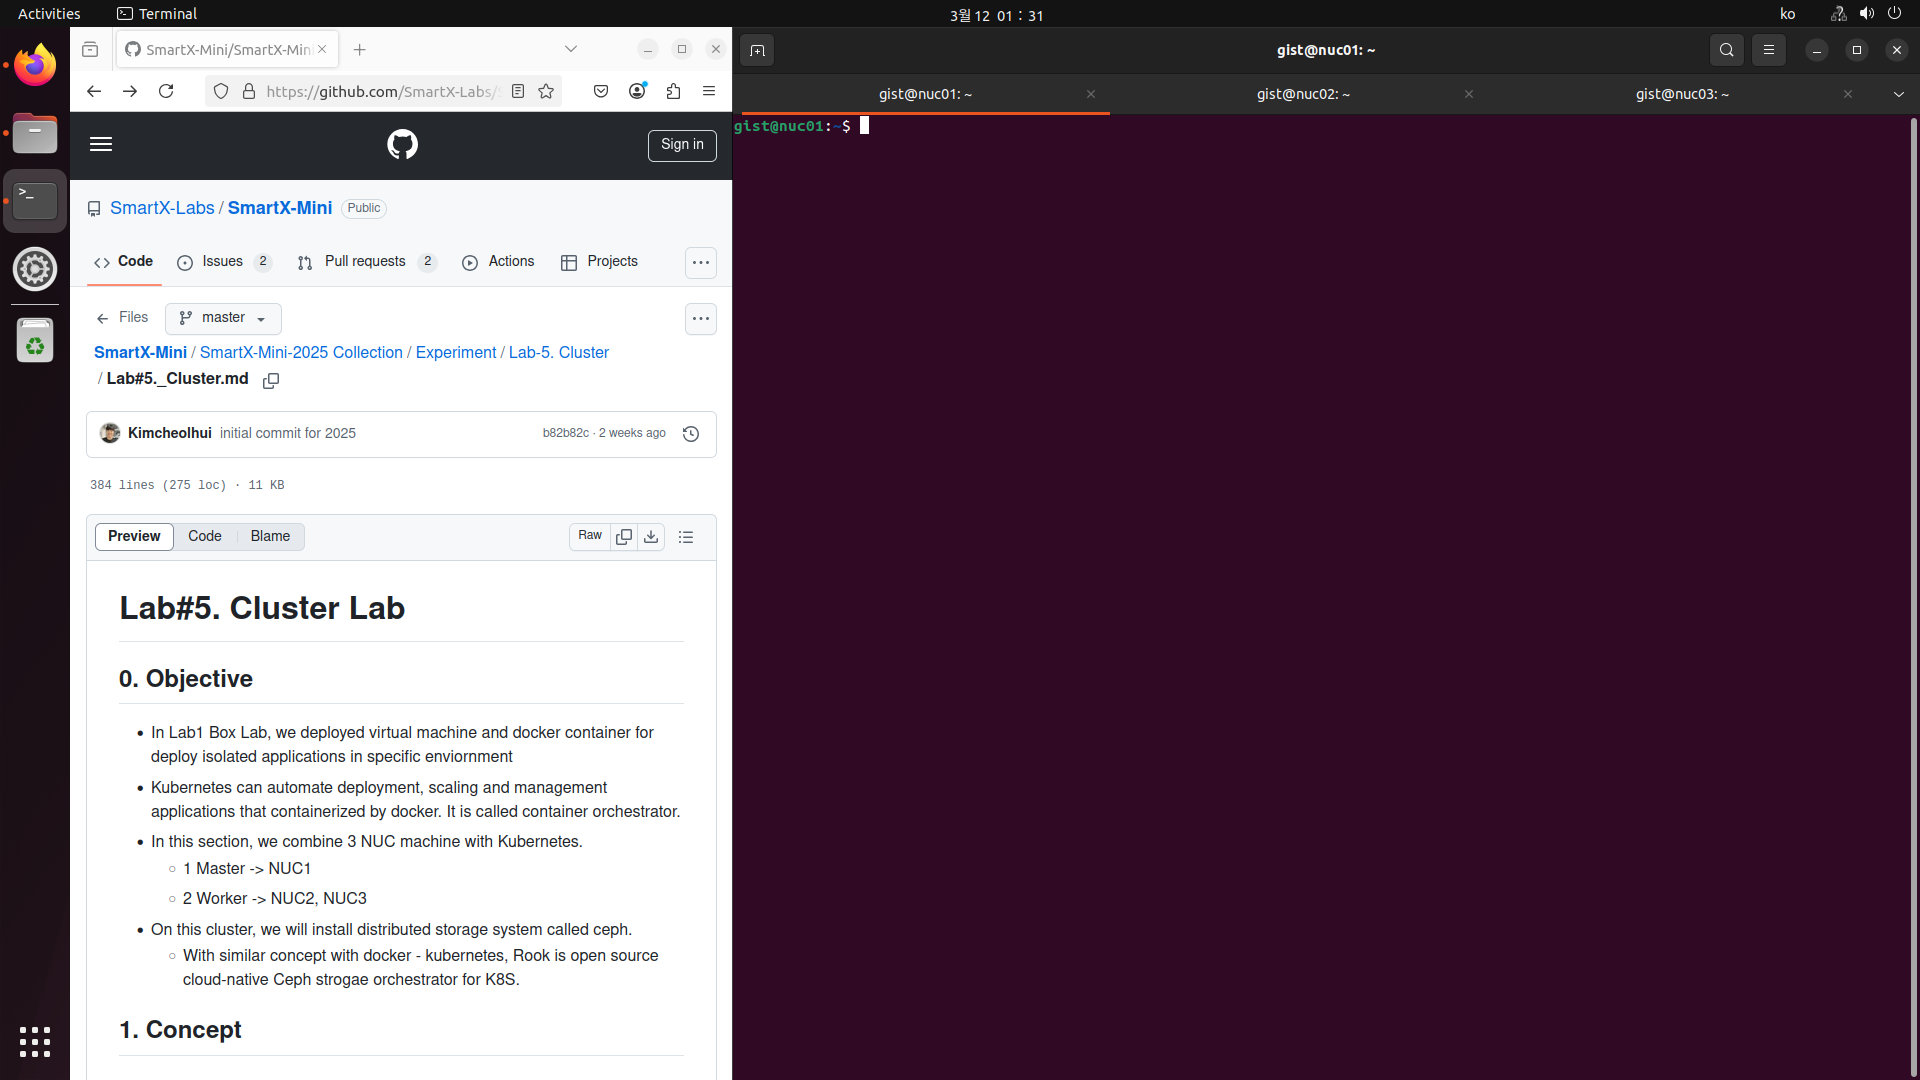 Activities
Terminal
3월 12 01 : 31
ko
SmartX-Mini/SmartX-Min
https://github.com/SmartX-Labs/
Sign in
SmartX-Labs / SmartX-Mini Public
Code Issues 2 Pull requests 2 Actions Projects
Files master
SmartX-Mini / SmartX-Mini-2025 Collection / Experiment / Lab-5. Cluster
/ Lab#5._Cluster.md
Kimcheolhui initial commit for 2025 b82b82c · 2 weeks ago
384 lines (275 loc) · 11 KB
Preview Code Blame Raw
Lab#5. Cluster Lab
0. Objective
• In Lab1 Box Lab, we deployed virtual machine and docker container for
deploy isolated applications in specific enviornment
• Kubernetes can automate deployment, scaling and management
applications that containerized by docker. It is called container orchestrator.
• In this section, we combine 3 NUC machine with Kubernetes.
◦ 1 Master -> NUC1
◦ 2 Worker -> NUC2, NUC3
• On this cluster, we will install distributed storage system called ceph.
◦ With similar concept with docker - kubernetes, Rook is open source
cloud-native Ceph strogae orchestrator for K8S.
1. Concept
gist@nuc01: ~
gist@nuc01: ~
gist@nuc02: ~
gist@nuc03: ~
gist@nuc01:~$